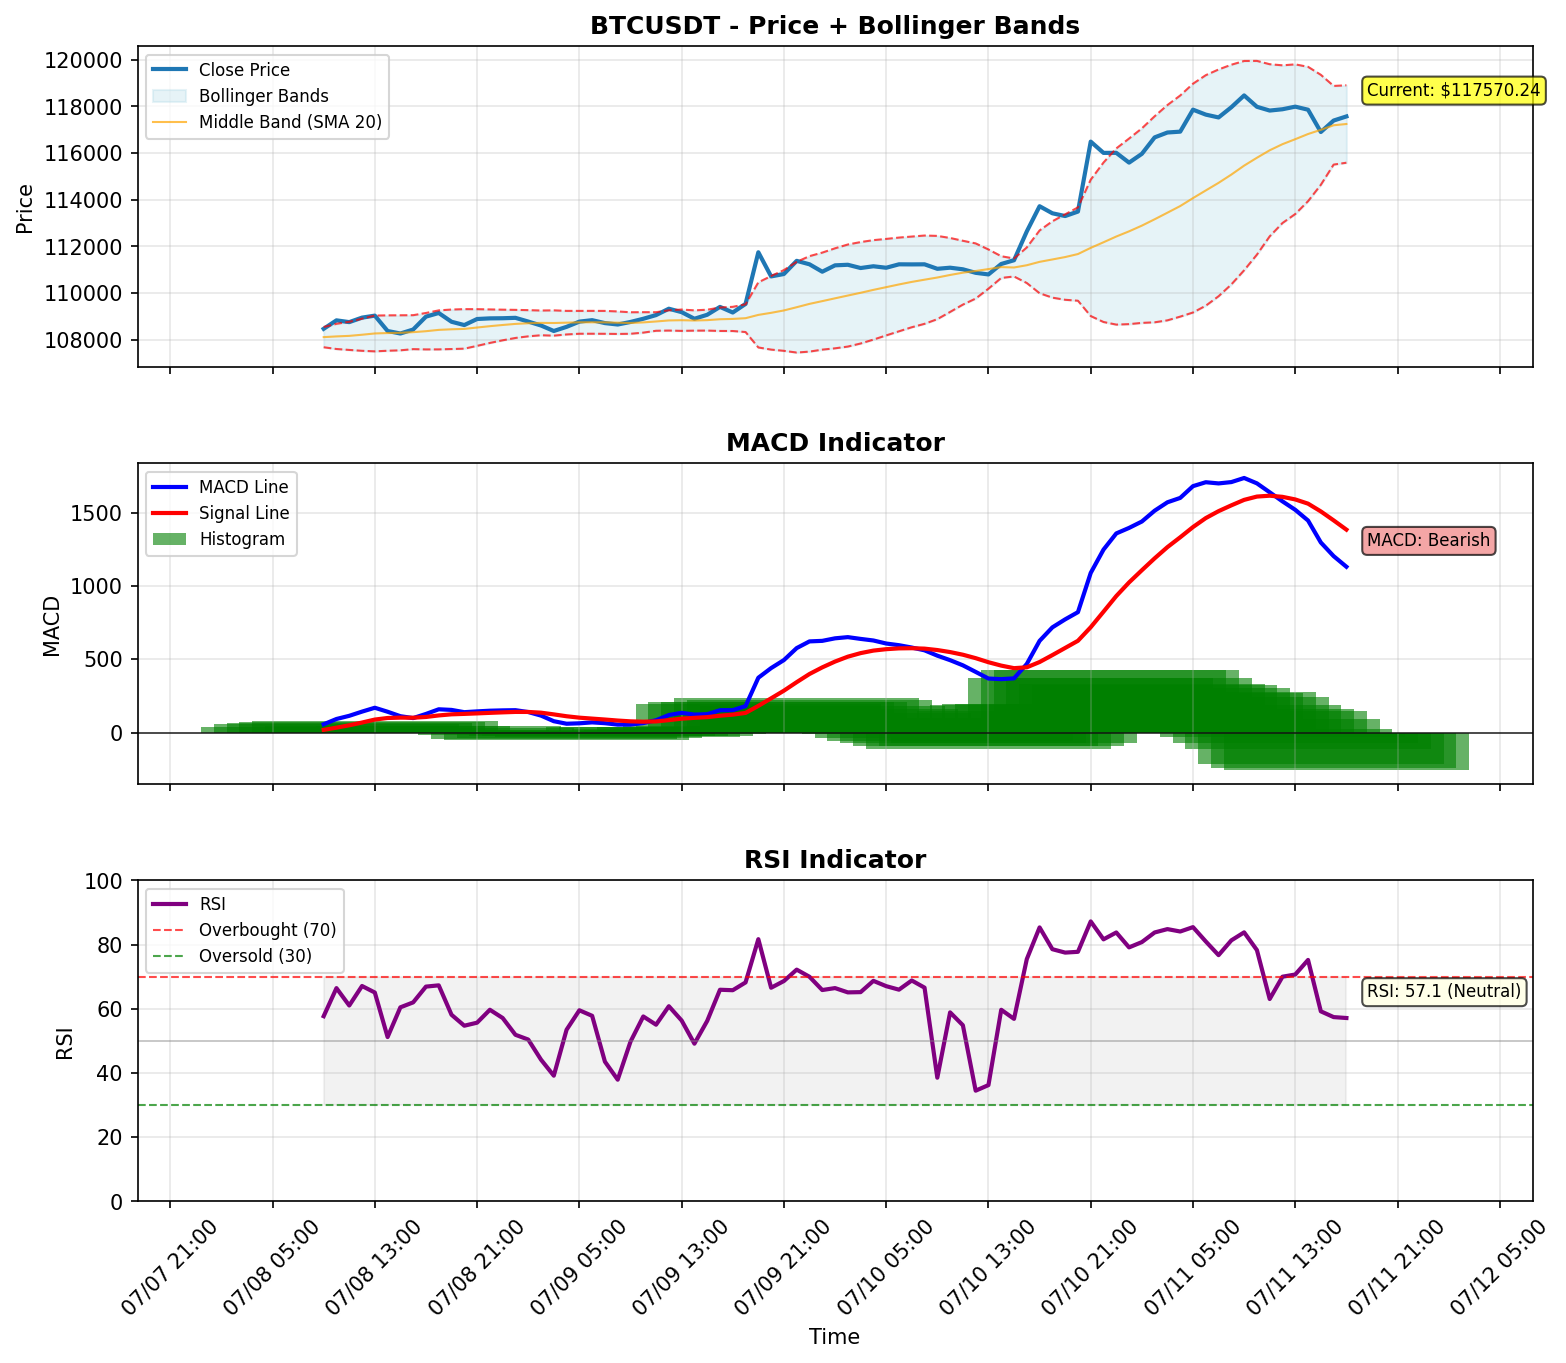 BTCUSDT - Price + Bollinger Bands
Price
120000
118000
116000
114000
112000
110000
108000
Close Price
Bollinger Bands
Middle Band (SMA 20)
Current: $117570.24
MACD Indicator
MACD
1500
1000
500
0
MACD Line
Signal Line
Histogram
MACD: Bearish
RSI Indicator
RSI
100
80
60
40
20
0
RSI
Overbought (70)
Oversold (30)
RSI: 57.1 (Neutral)
07/07 21:00
07/08 05:00
07/08 13:00
07/08 21:00
07/09 05:00
07/09 13:00
07/09 21:00
07/10 05:00
07/10 13:00
07/10 21:00
07/11 05:00
07/11 13:00
07/11 21:00
07/12 05:00
Time